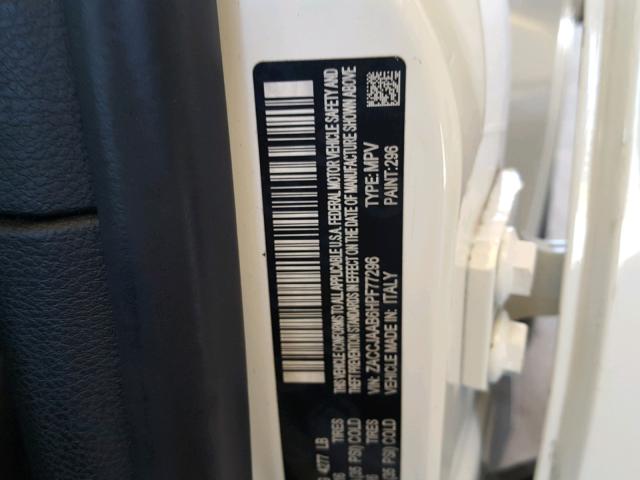 4277 LB
TIRES
(35 PSI) COLD
TIRES
(35 PSI) COLD
THIS VEHICLE CONFORMS TO ALL APPLICABLE U.S.A. FEDERAL MOTOR VEHICLE SAFETY AND
THEFT PREVENTION STANDARDS IN EFFECT ON THE DATE OF MANUFACTURE SHOWN ABOVE
VIN: ZACCJAAB6HPF77296 TYPE: MPV
VEHICLE MADE IN: ITALY PAINT: 296